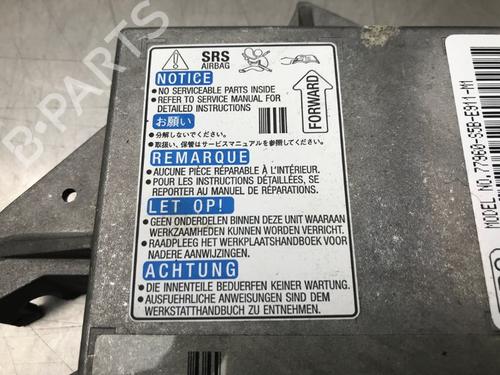 SRS
AIRBAG
FORWARD
NOTICE
• NO SERVICEABLE PARTS INSIDE
• REFER TO SERVICE MANUAL FOR
DETAILED INSTRUCTIONS
お願い
• 分解しないでください。
• 取扱い、保管はサービスマニュアルを参照してください。
REMARQUE
• AUCUNE PIÈCE RÉPARABLE À L'INTÉRIEUR.
• POUR LES INSTRUCTIONS DÉTAILLÉES, SE
REPORTER AU MANUEL DE RÉPARATIONS.
LET OP!
• GEEN ONDERDELEN BINNEN DEZE UNIT WAARAAN
WERKZAAMHEDEN KUNNEN WORDEN VERRICHT.
• RAADPLEEG HET WERKPLAATSHANDBOEK VOOR
NADERE AANWIJZINGEN.
ACHTUNG
• DIE INNENTEILE BEDUERFEN KEINER WARTUNG.
• AUSFUEHRLICHE ANWEISUNGEN SIND DEM
WERKSTATTHANDBUCH ZU ENTNEHMEN.
MODEL NO.77960-S5B-E911-M1
B-PARTS